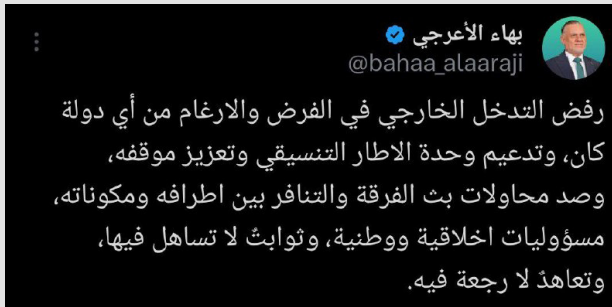 بهاء الأعرجي
@bahaa_alaaraji
رفض التدخل الخارجي في الفرض والارغام من أي دولة
كان، وتدعيم وحدة الاطار التنسيقي وتعزيز موقفه،
وصد محاولات بث الفرقة والتنافر بين اطرافه ومكوناته،
مسؤوليات اخلاقية ووطنية، وثوابتٌ لا تساهل فيها،
وتعاهدٌ لا رجعة فيه.